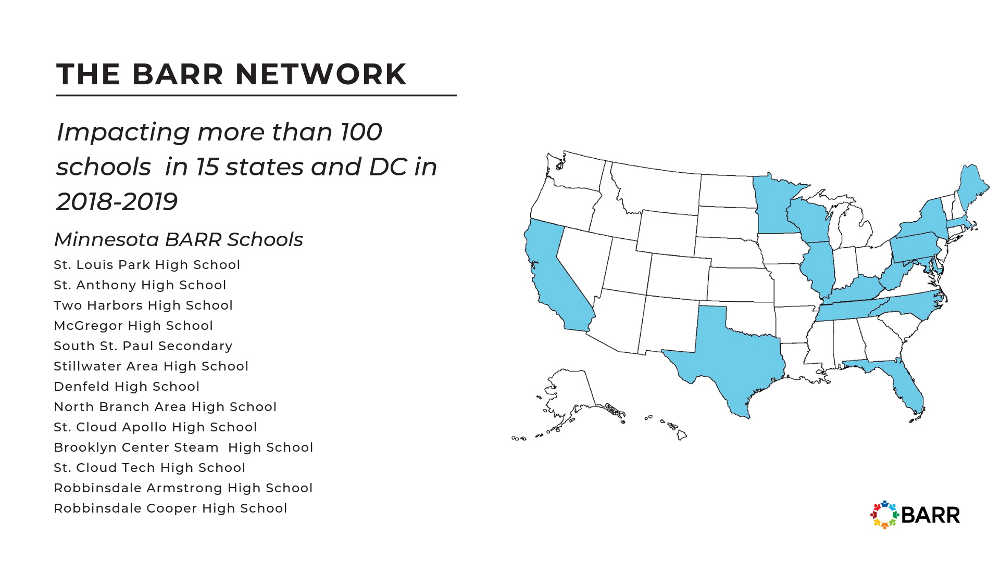 THE BARR NETWORK
Impacting more than 100
schools  in 15 states and DC in
2018-2019
Minnesota BARR Schools
St. Louis Park High School
St. Anthony High School
Two Harbors High School
McGregor High School
South St. Paul Secondary
Stillwater Area High School
Denfeld High School
North Branch Area High School
St. Cloud Apollo High School
Brooklyn Center Steam  High School
St. Cloud Tech High School
Robbinsdale Armstrong High School
Robbinsdale Cooper High School
BARR